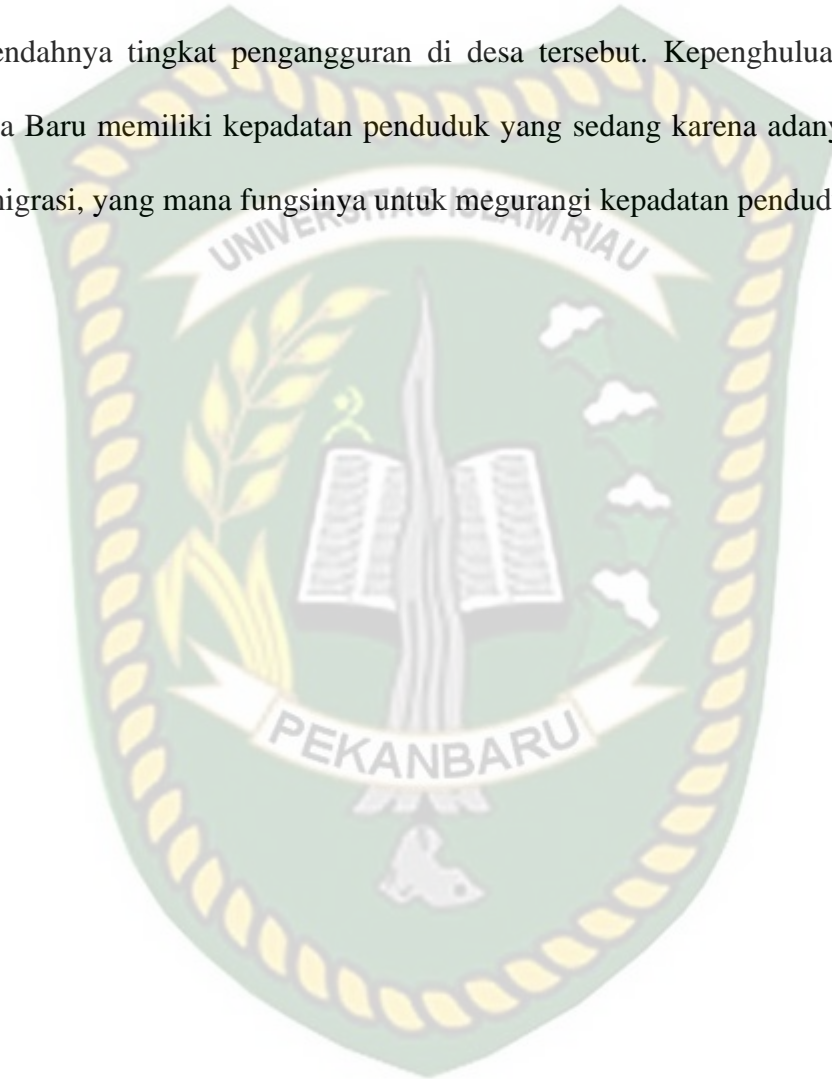 endahnya tingkat pengangguran di desa tersebut. Kepenghulua
a Baru memiliki kepadatan penduduk yang sedang karena adany
nigrasi, yang mana fungsinya untuk megurangi kepadatan pendud
UNIVERSITAS ISLAM RIAU
PEKANBARU